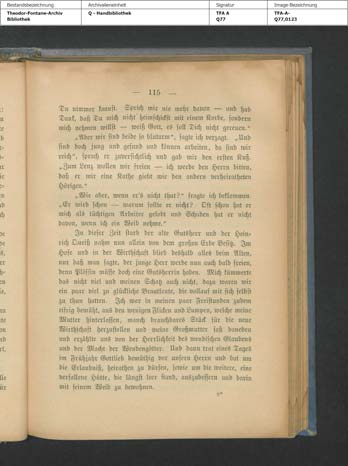 Bestandsbezeichnung Archivalieneinheit Signatur Image-Bezeichnung
Theodor-Fontane-Archiv Q - Handbibliothek TFA A TFA-A-
Bibliothek Q77 Q77,0123
— 115 —
Du nimmer kannst. Sprich mir nie mehr davon — und hab
Dank, daß Du mich nicht heimschickst mit einem Korbe, sondern
mich nehmen willst — weiß Gott, es soll Dich nicht gereuen.“
„Aber wir sind beide so blutarm“, sagte ich verzagt. „Und
sind doch jung und gesund und können arbeiten, da sind wir
reich“, sprach er zuversichtlich und gab mir den ersten Kuß.
„Zum Lenz wollen wir freien — ich werde den Herrn bitten,
daß er mir eine Kathe giebt wie den andern verheiratheten
Hörigen.“
„Wie aber, wenn er's nicht thut?“ fragte ich beklommen.
„Er wird schon — warum sollte er nicht? Oft schon hat er
mich als tüchtigen Arbeiter gelobt und Schaden hat er nicht
davon, wenn ich ein Weib nehme.“
In dieser Zeit starb der alte Gutsherr und der Hein-
rich nahm nun allein von dem großen Erbe Besitz. Im
Hofe und in der Wirthschaft blieb deshalb alles beim Alten,
nur daß man sagte, der junge Herr werde nun auch bald freien,
denn müsse doch eine Gutsherrin haben. Mich kümmerte
das nicht viel und meinen Schatz auch nicht, dazu waren wir
ein paar viel zu glückliche Brautleute, die vollauf mit sich selbst
zu thun hatten. Ich war in meinen paar Freistunden zudem
eifrig bemüht, aus den wenigen Flicken und Lumpen, welche meine
Mutter hinterlassen, manch brauchbares Stück für die neue
Wirthschaft herzustellen und meine Großmutter saß daneben
und erzählte uns von der Herrlichkeit des wendischen Glaubens
und der Macht der Wendengötter. Und dann trat eines Tages
im Frühjahr Gottlieb demüthig vor unsern Herrn und bat um
die Erlaubniß, heirathen zu dürfen, sowie um die weitere, eine
verfallene Hütte, die längst leer stand, auszubessern und darin
mit seinem Weib zu bewohnen.